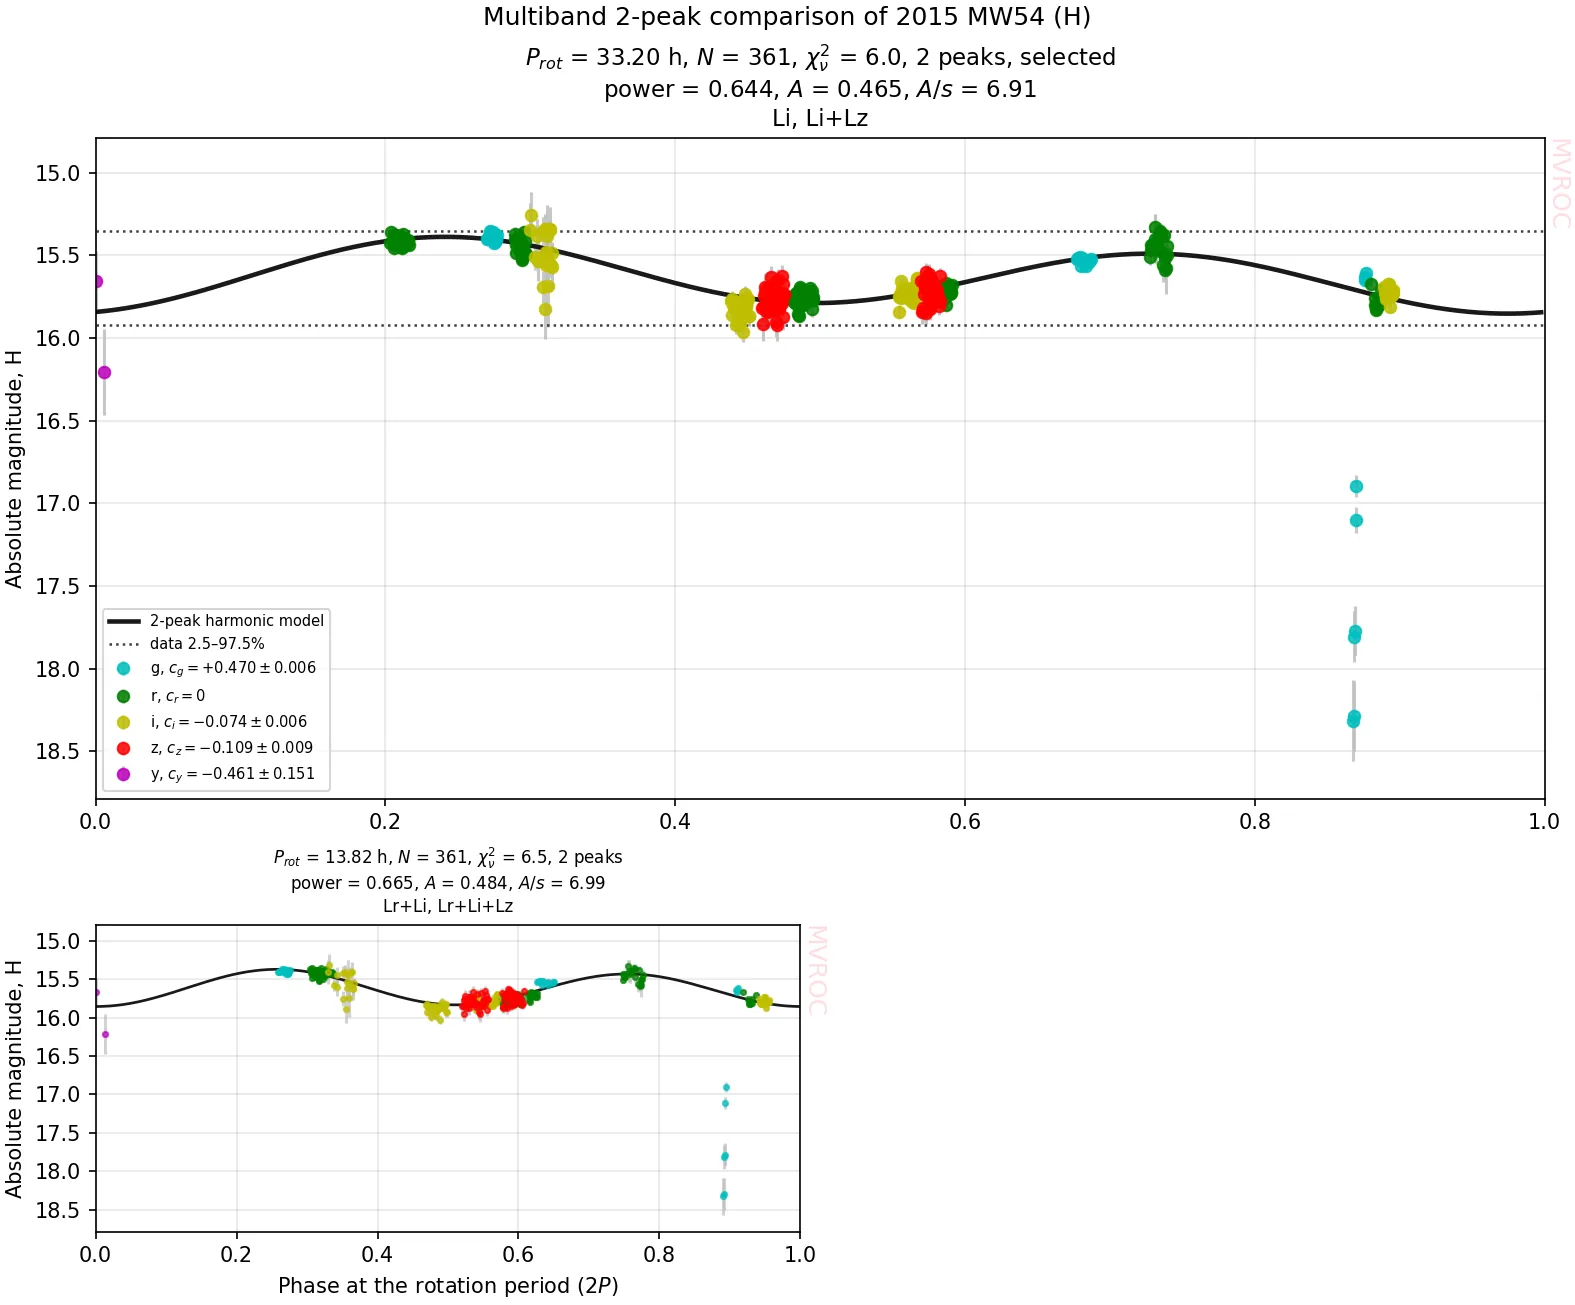 Multiband 2-peak comparison of 2015 MW54 (H)
P_rot = 33.20 h, N = 361, χ²_ν = 6.0, 2 peaks, selected
power = 0.644, A = 0.465, A/s = 6.91
Li, Li+Lz
MVROC
Absolute magnitude, H
15.0
15.5
16.0
16.5
17.0
17.5
18.0
18.5
2-peak harmonic model
data 2.5–97.5%
g, c_g = +0.470 ± 0.006
r, c_r = 0
i, c_i = −0.074 ± 0.006
z, c_z = −0.109 ± 0.009
y, c_y = −0.461 ± 0.151
0.0 0.2 0.4 0.6 0.8 1.0
P_rot = 13.82 h, N = 361, χ²_ν = 6.5, 2 peaks
power = 0.665, A = 0.484, A/s = 6.99
Lr+Li, Lr+Li+Lz
MVROC
Absolute magnitude, H
15.0
15.5
16.0
16.5
17.0
17.5
18.0
18.5
0.0 0.2 0.4 0.6 0.8 1.0
Phase at the rotation period (2P)